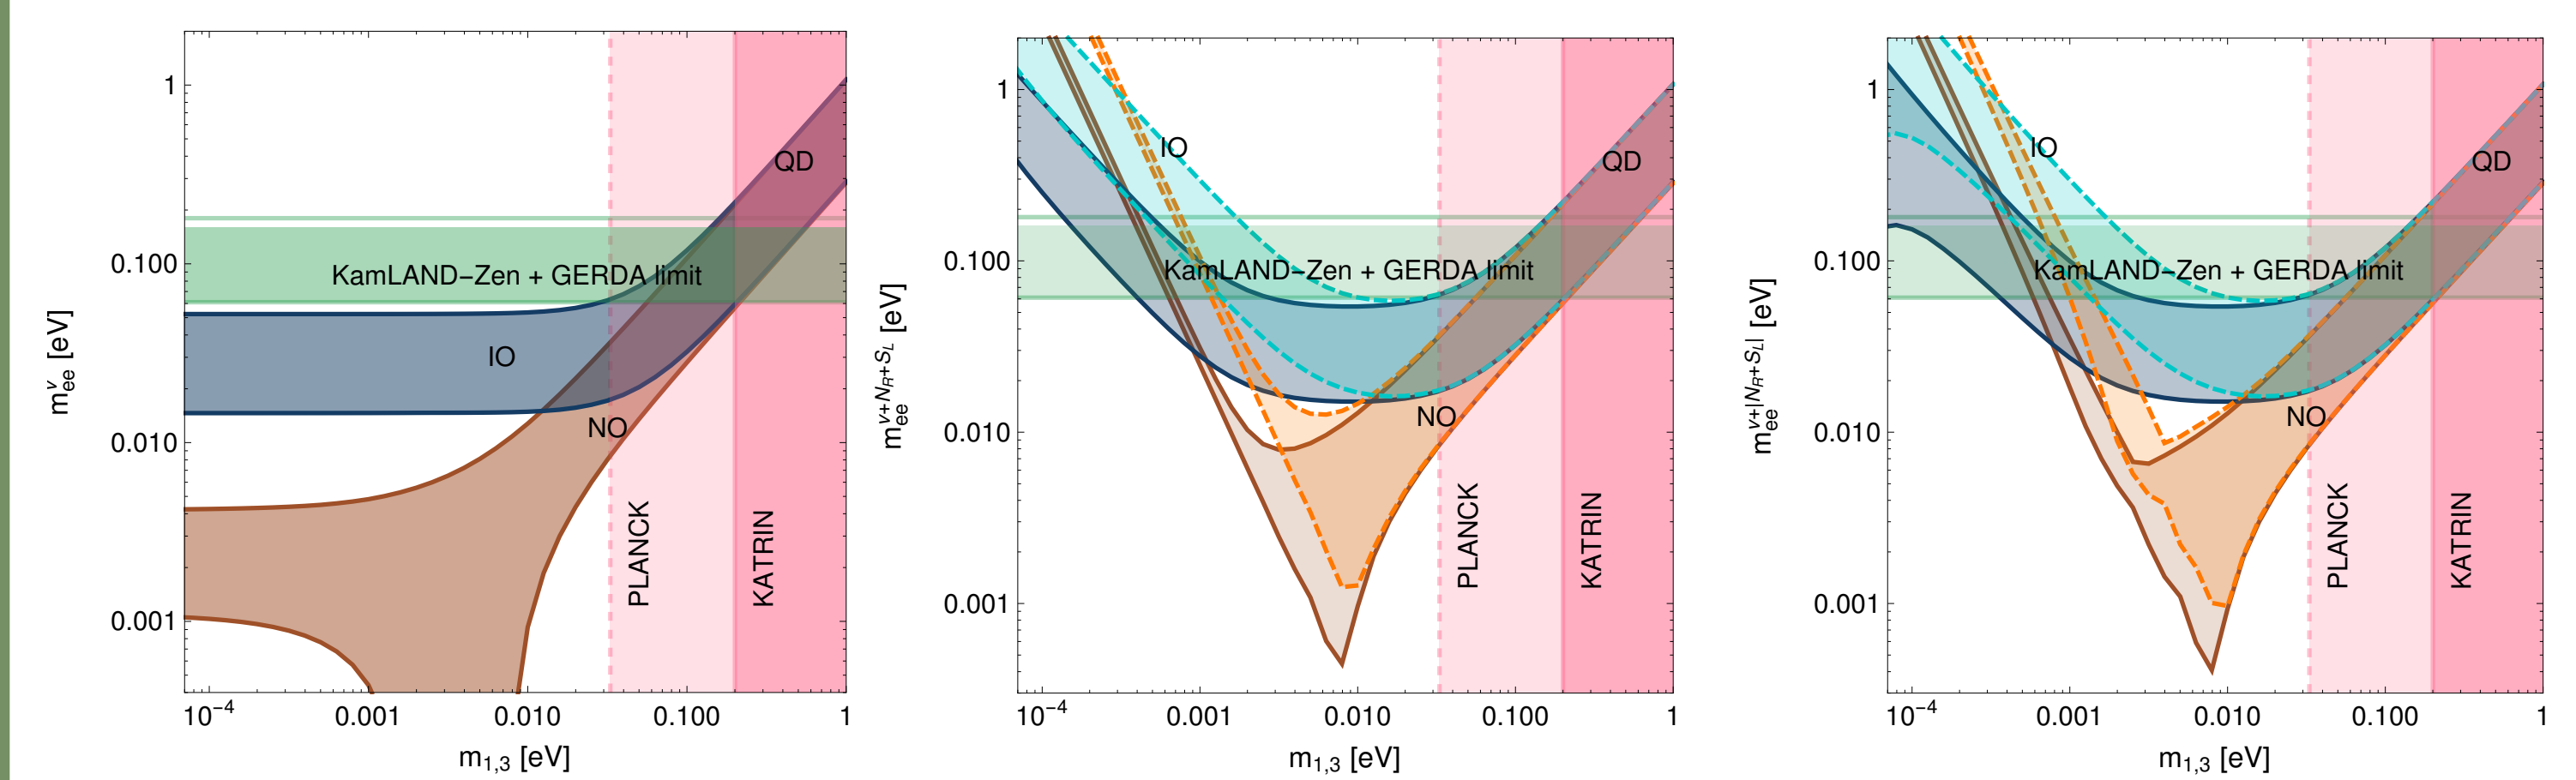 1
0.100
0.010
0.001
10⁻⁴
0.001
0.010
0.100
1
m₁,₃ [eV]
mᵛₑₑ [eV]
QD
KamLAND–Zen + GERDA limit
IO
NO
PLANCK
KATRIN
1
0.100
0.010
0.001
10⁻⁴
0.001
0.010
0.100
1
m₁,₃ [eV]
m_ee^{ν+N_R+S_L} [eV]
IO
QD
KamLAND–Zen + GERDA limit
NO
PLANCK
KATRIN
1
0.100
0.010
0.001
10⁻⁴
0.001
0.010
0.100
1
m₁,₃ [eV]
m_ee^{ν+|N_R+S_L|} [eV]
IO
QD
KamLAND–Zen + GERDA limit
NO
PLANCK
KATRIN